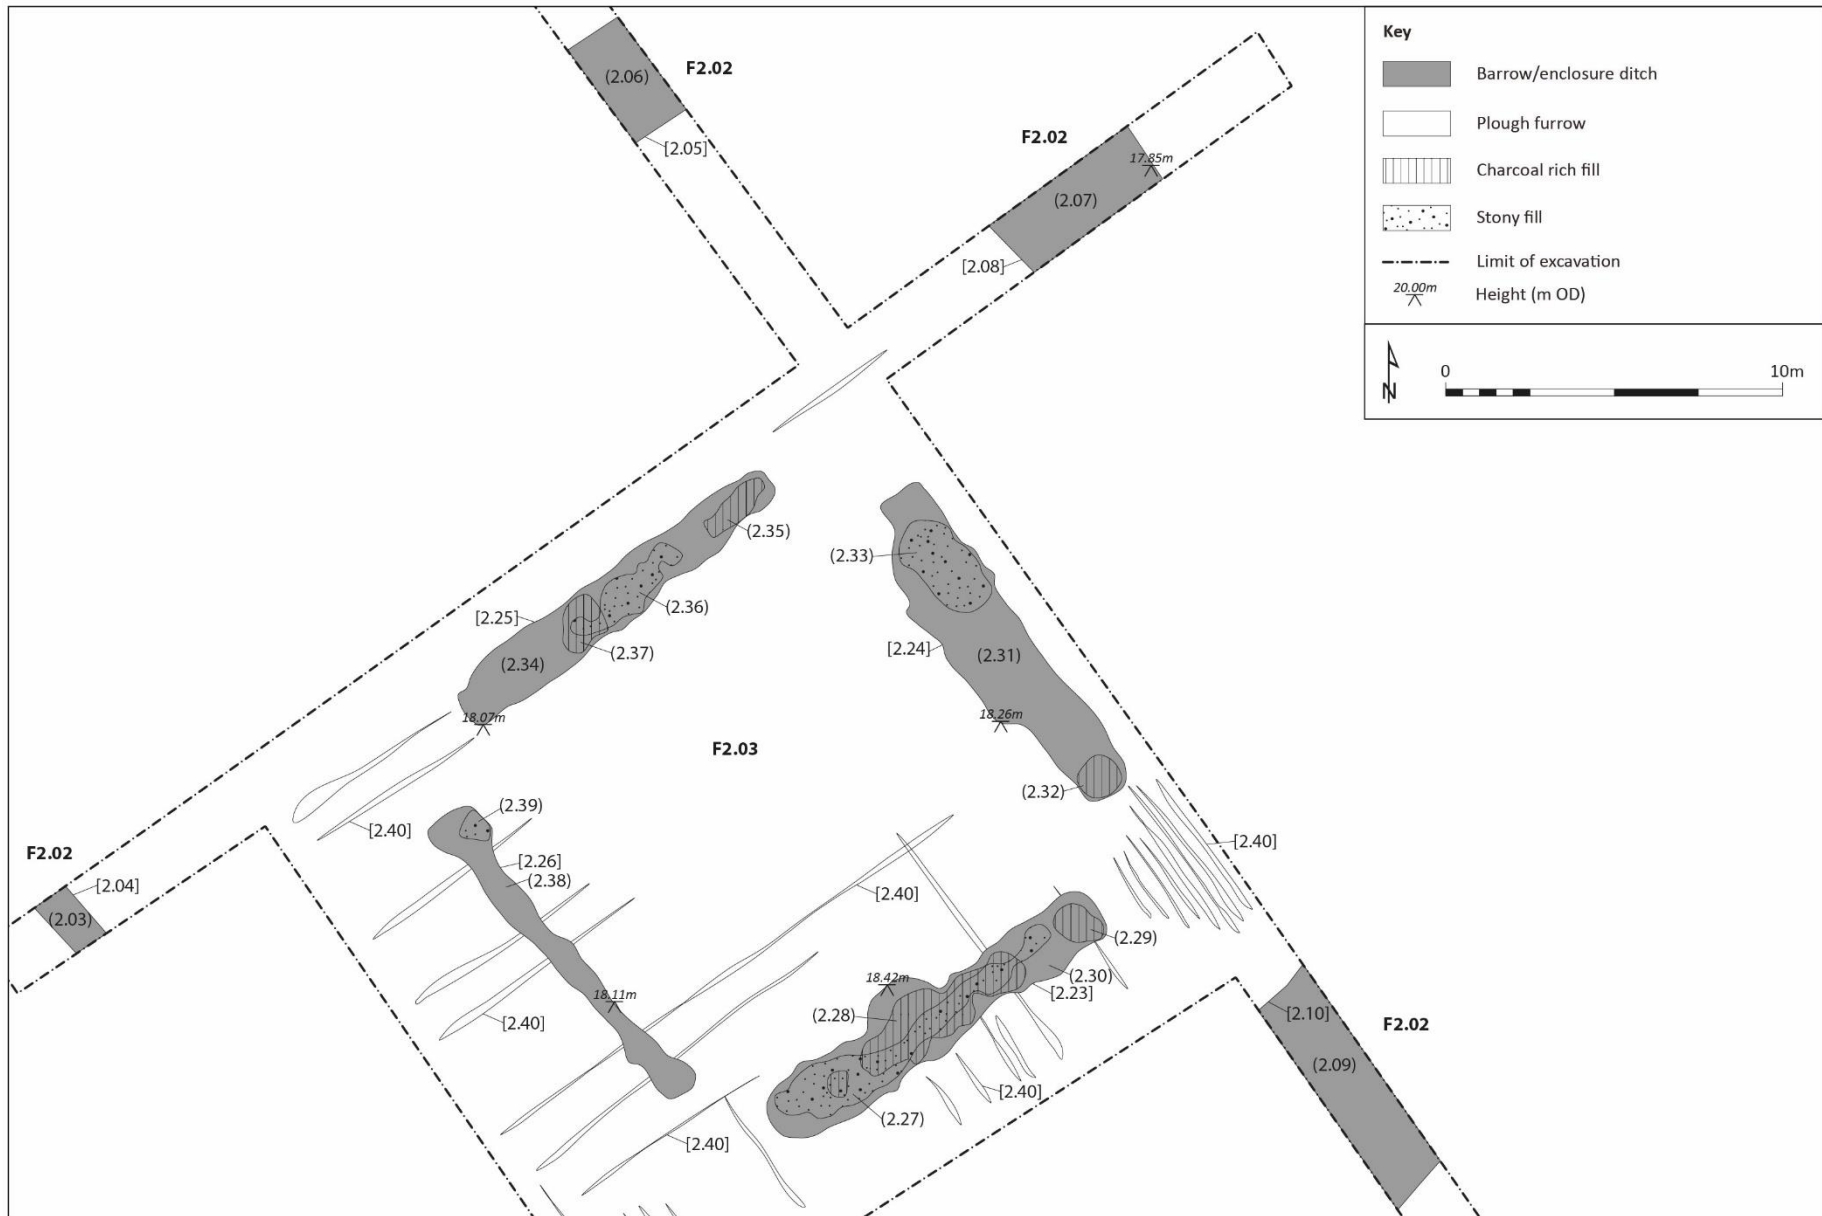 (2.06)
F2.02
[2.05]
F2.02
17.85m
(2.07)
[2.08]
Key
Barrow/enclosure ditch
Plough furrow
Charcoal rich fill
Stony fill
Limit of excavation
20.00m
Height (m OD)
N
0
10m
(2.35)
(2.36)
[2.25]
(2.37)
(2.34)
18.07m
(2.33)
[2.24]
(2.31)
18.26m
(2.32)
F2.03
[2.40]
(2.39)
[2.26]
(2.38)
F2.02
[2.04]
(2.03)
[2.40]
[2.40]
18.11m
[2.40]
18.42m
(2.29)
(2.30)
[2.23]
(2.28)
[2.10]
F2.02
(2.09)
[2.40]
(2.27)
[2.40]